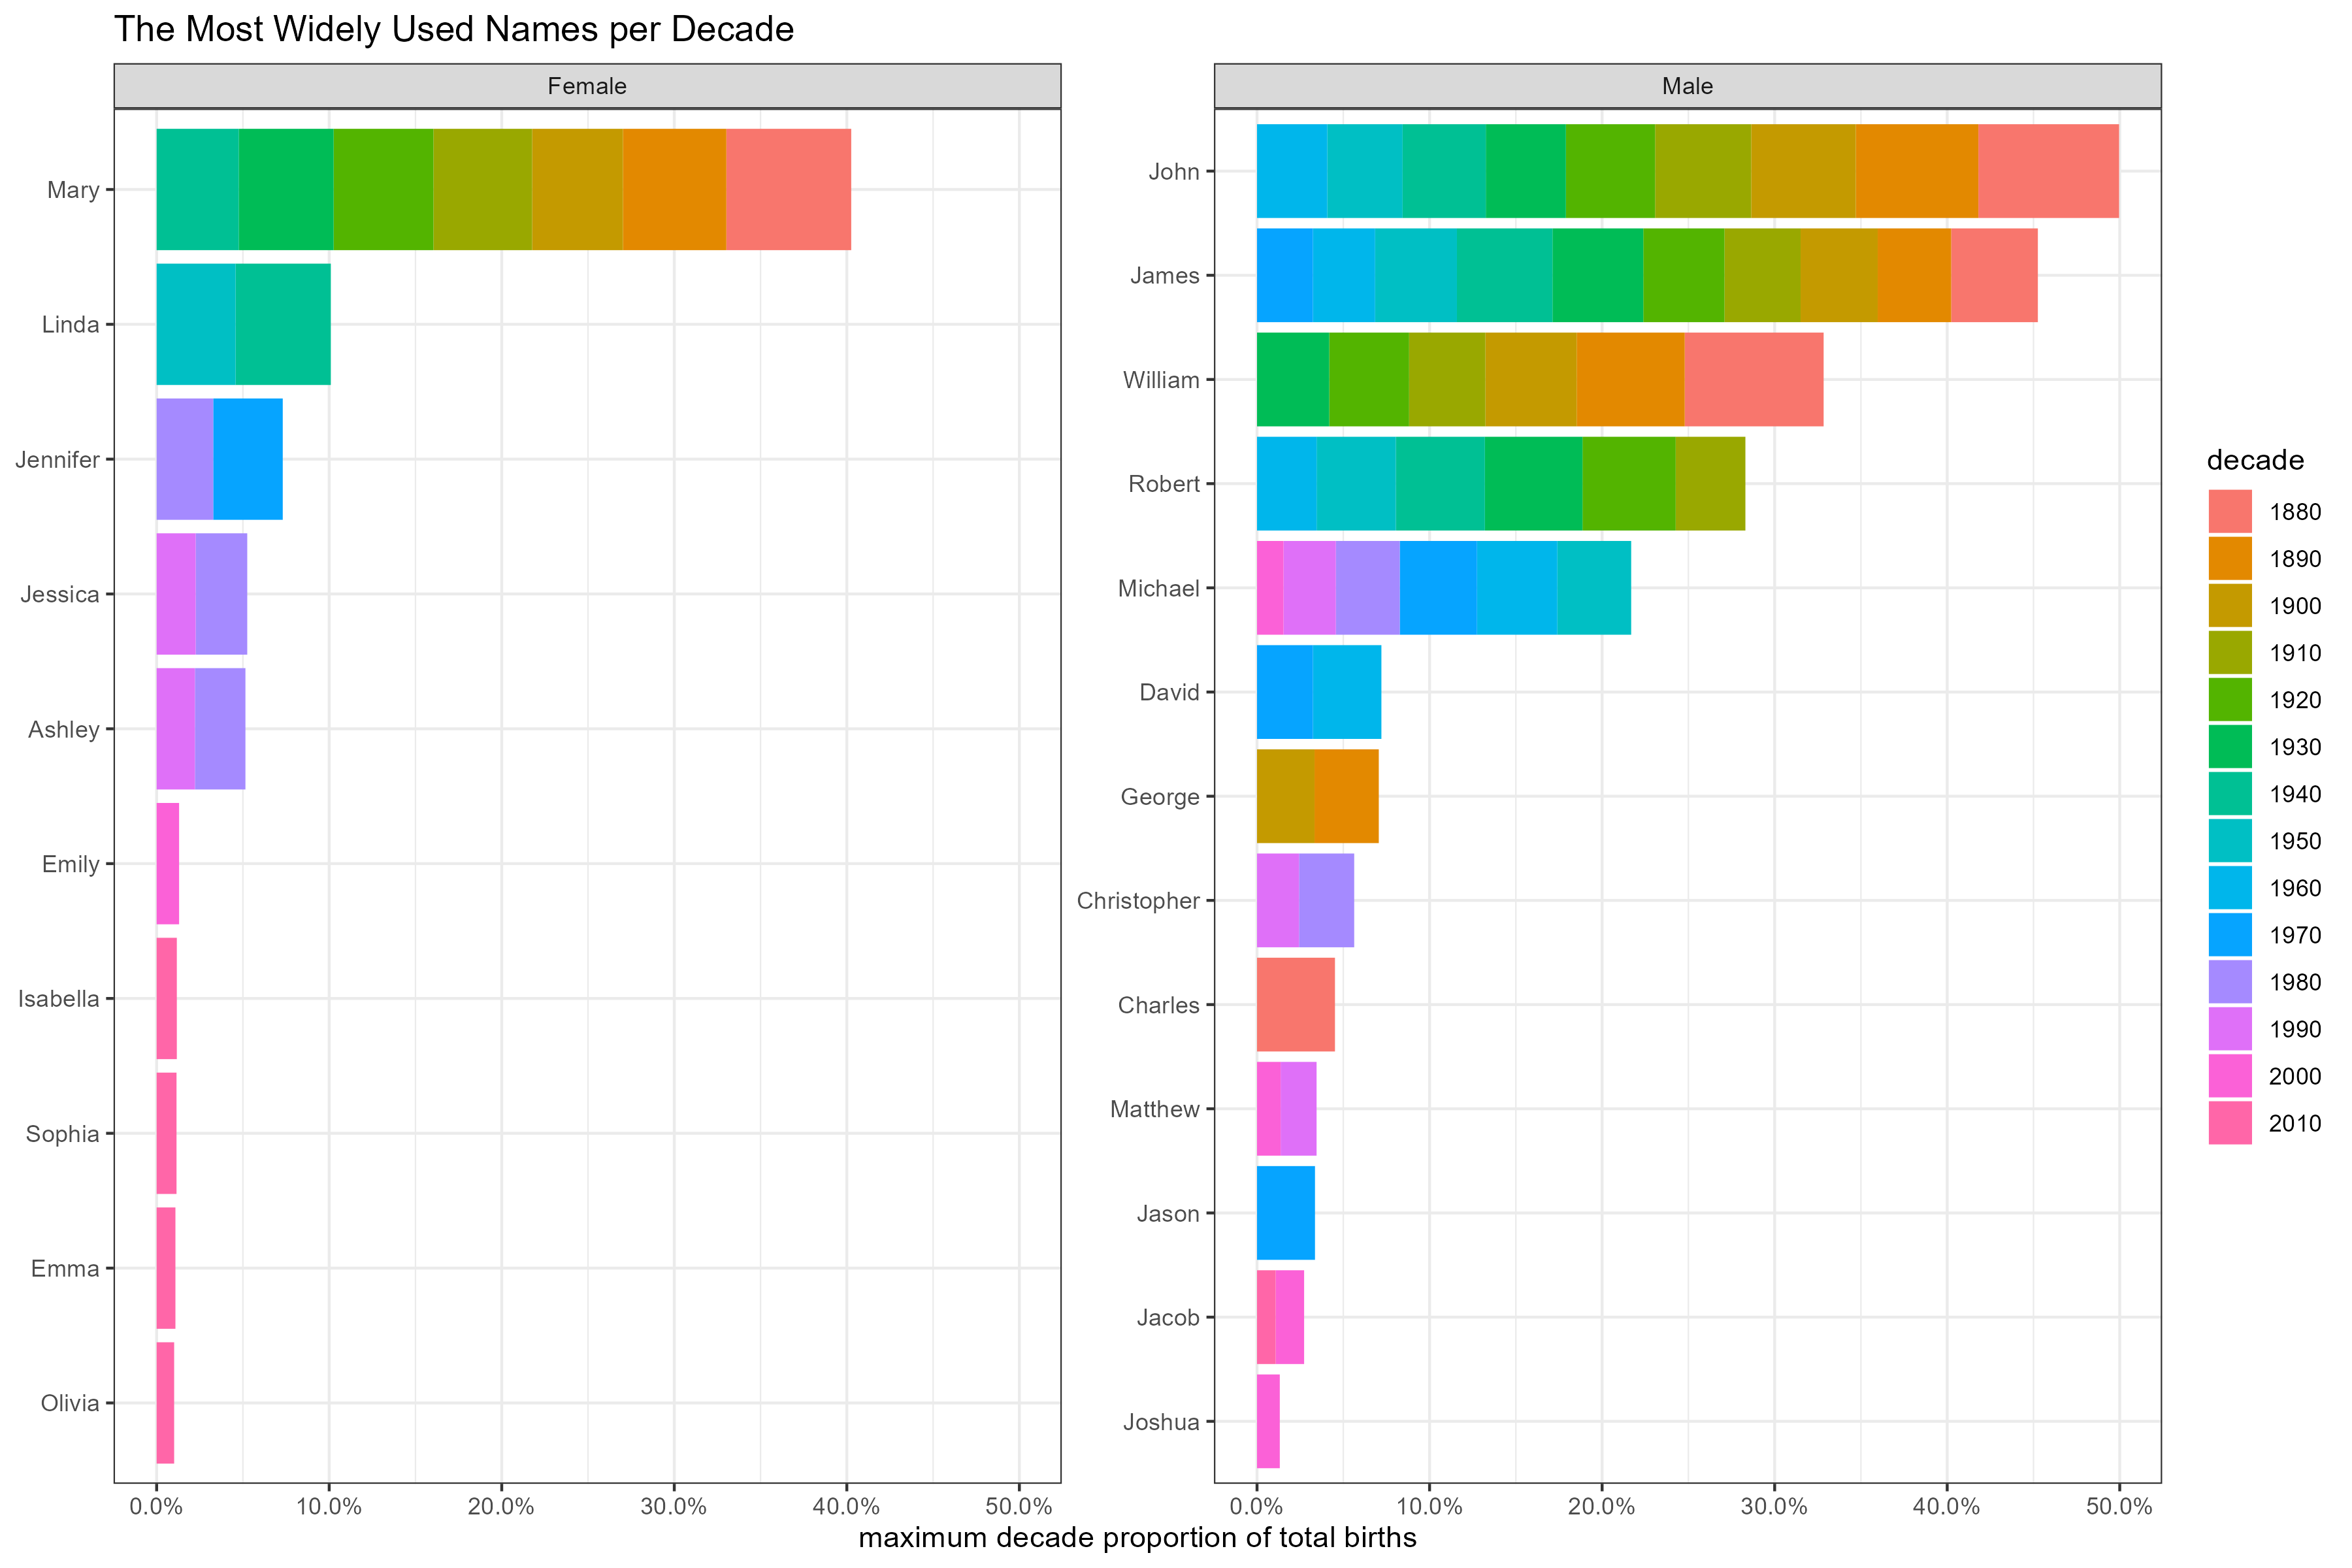 The Most Widely Used Names per Decade
Female
Mary
Linda
Jennifer
Jessica
Ashley
Emily
Isabella
Sophia
Emma
Olivia
0.0% 10.0% 20.0% 30.0% 40.0% 50.0%
Male
John
James
William
Robert
Michael
David
George
Christopher
Charles
Matthew
Jason
Jacob
Joshua
0.0% 10.0% 20.0% 30.0% 40.0% 50.0%
maximum decade proportion of total births
decade
1880
1890
1900
1910
1920
1930
1940
1950
1960
1970
1980
1990
2000
2010